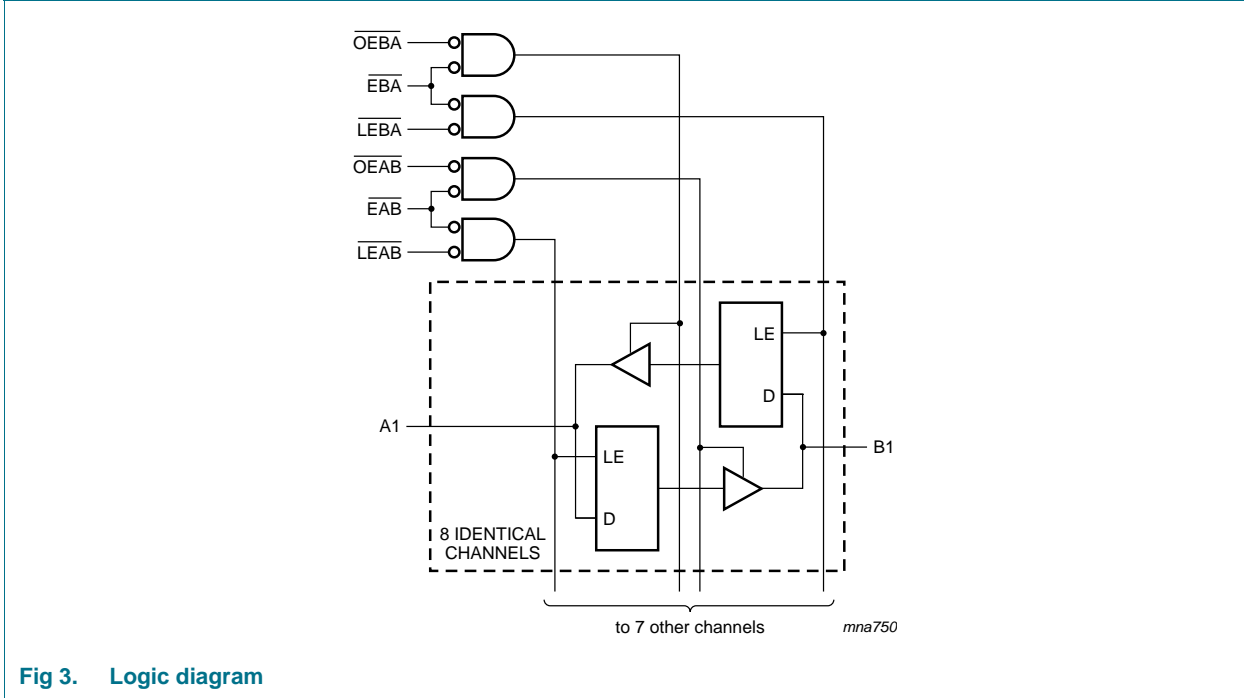 OEBA
EBA
LEBA
OEAB
EAB
LEAB
LE
D
A1
B1
LE
D
8 IDENTICAL
CHANNELS
to 7 other channels
mna750
Fig 3. Logic diagram